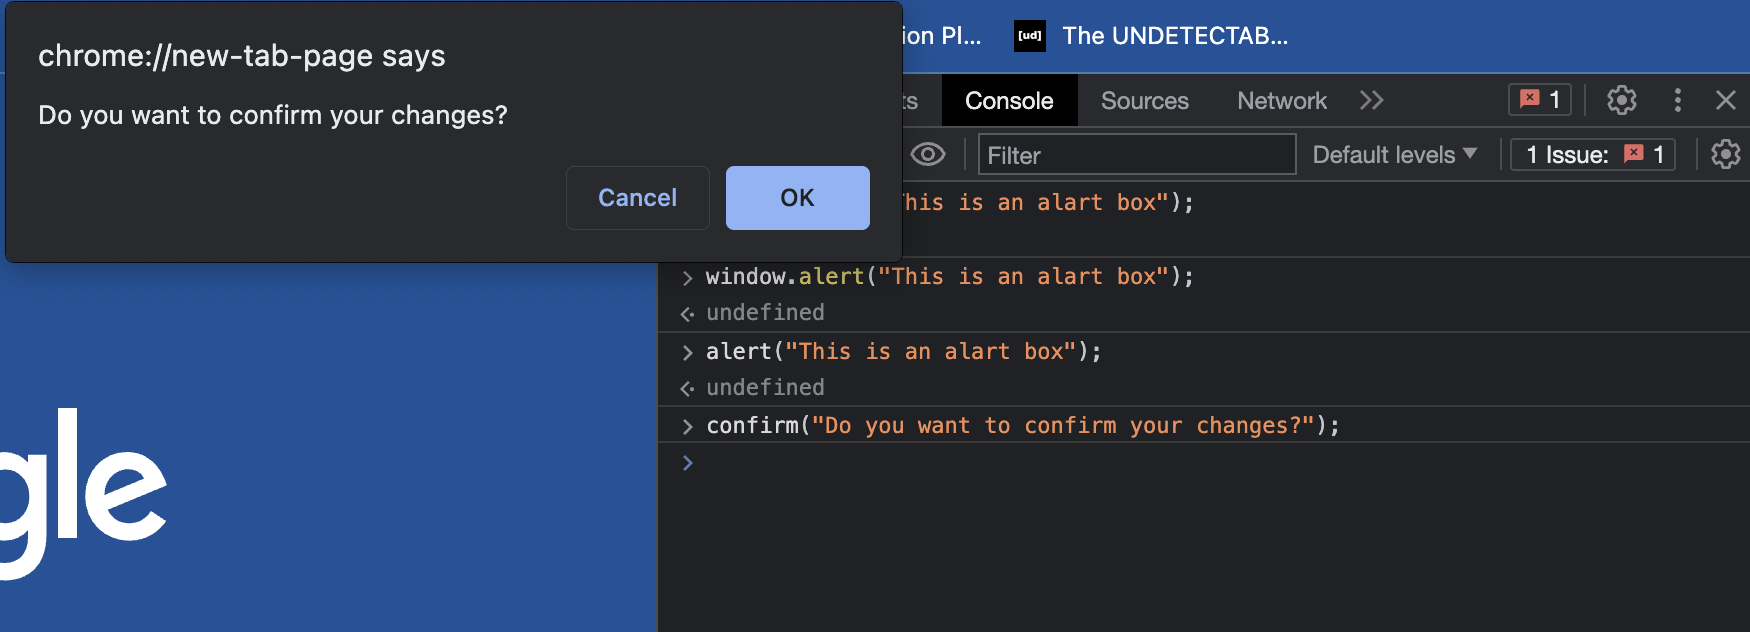 chrome://new-tab-page says
Do you want to confirm your changes?
Cancel
OK
ion Pl...
[ud] The UNDETECTAB...
ts
Console
Sources
Network
1
Filter
Default levels
1 Issue: 1
his is an alart box");
> window.alert("This is an alart box");
undefined
> alert("This is an alart box");
undefined
> confirm("Do you want to confirm your changes?");
>
gle